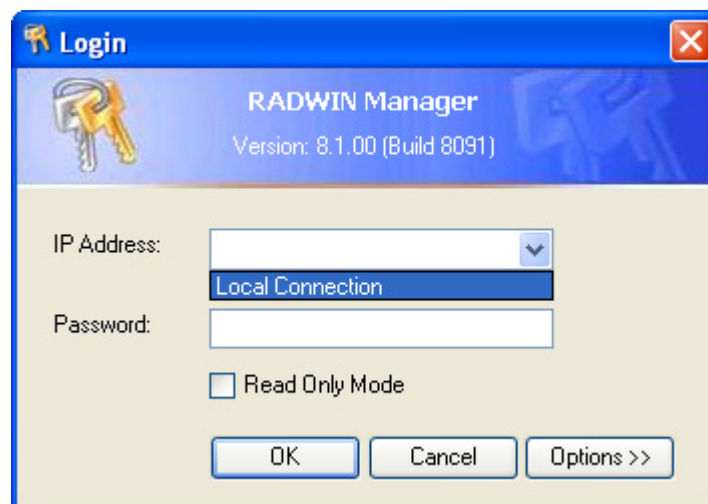 Login
RADWIN Manager
Version: 8.1.00 (Build 8091)
IP Address:
Local Connection
Password:
Read Only Mode
OK Cancel Options >>